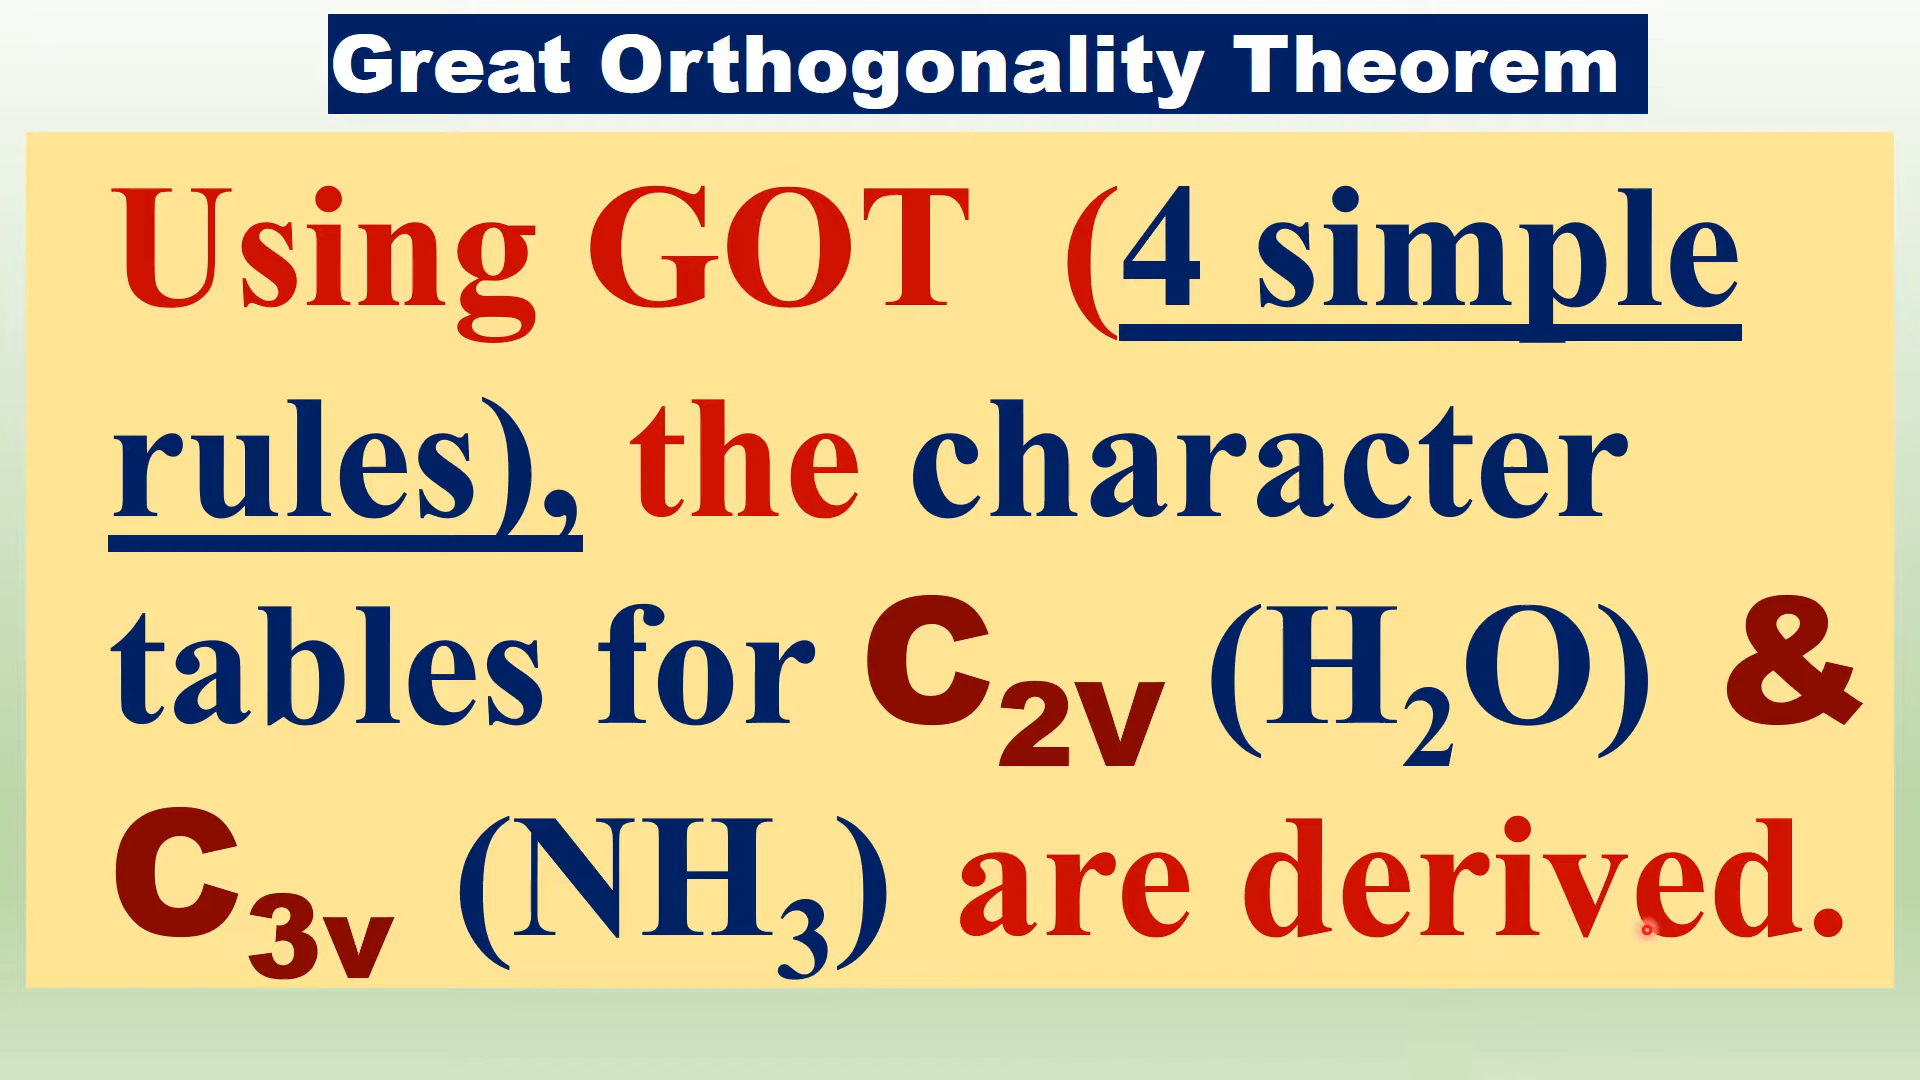 Great Orthogonality Theorem
Using GOT (4 simple
rules), the character
tables for C₂ᵥ (H₂O) &
C₃ᵥ (NH₃) are derived.